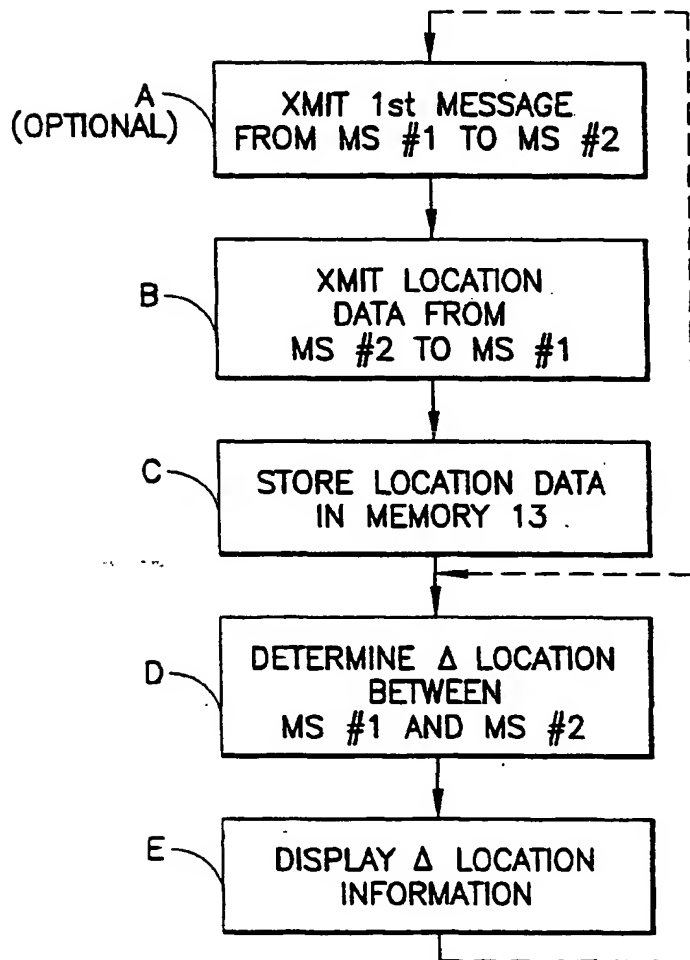 A
(OPTIONAL)
XMIT 1st MESSAGE
FROM MS #1 TO MS #2
B
XMIT LOCATION
DATA FROM
MS #2 TO MS #1
C
STORE LOCATION DATA
IN MEMORY 13
D
DETERMINE Δ LOCATION
BETWEEN
MS #1 AND MS #2
E
DISPLAY Δ LOCATION
INFORMATION